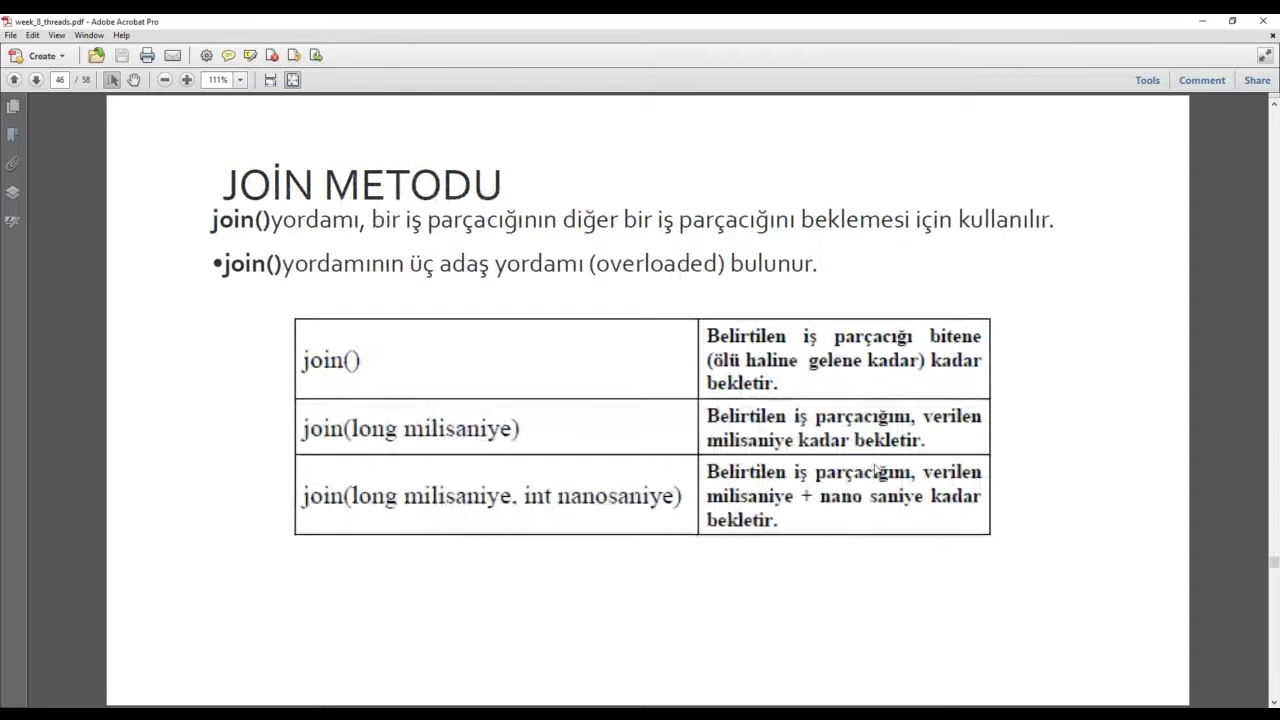 week_8_threads.pdf - Adobe Acrobat Pro
File Edit View Window Help
Create
46 / 58 111% Tools Comment Share
JOİN METODU
join()yordamı, bir iş parçacığının diğer bir iş parçacığını beklemesi için kullanılır.
•join()yordamının üç adaş yordamı (overloaded) bulunur.
join()
Belirtilen iş parçacığı bitene
(ölü haline gelene kadar) kadar
bekletir.
join(long milisaniye)
Belirtilen iş parçacığını, verilen
milisaniye kadar bekletir.
join(long milisaniye, int nanosaniye)
Belirtilen iş parçacığını, verilen
milisaniye + nano saniye kadar
bekletir.